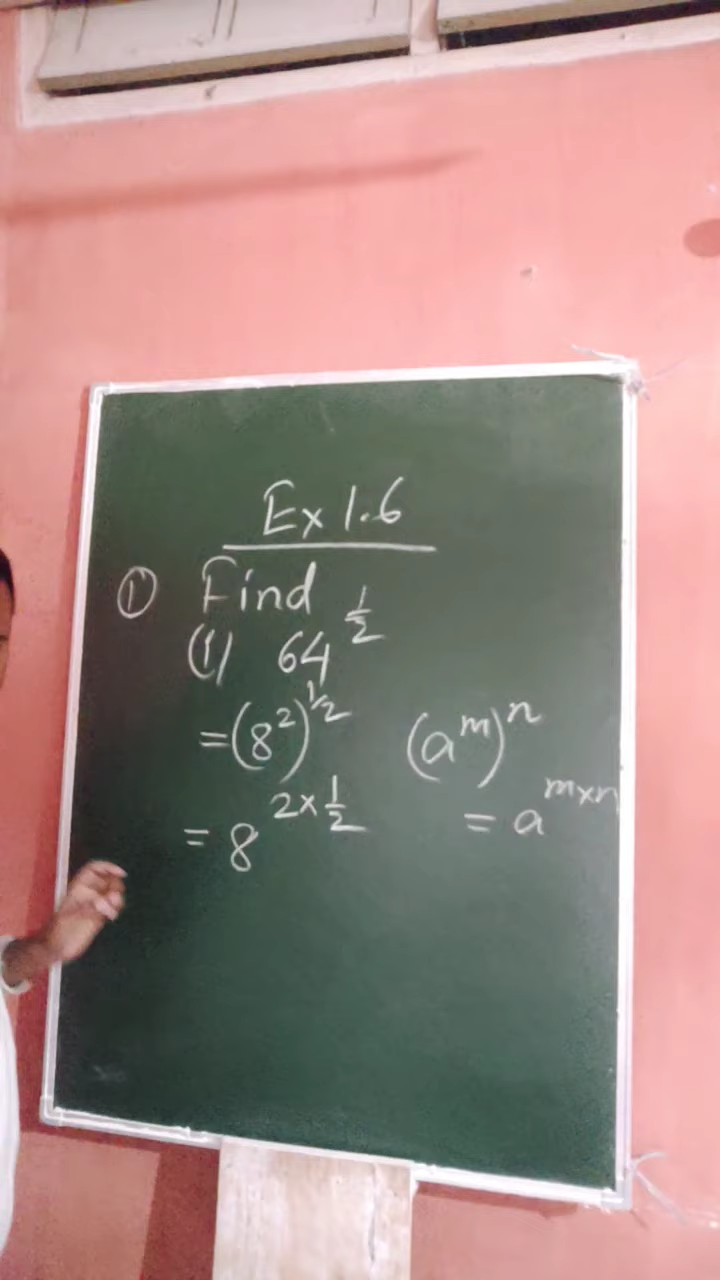 Ex 1.6
① Find
(i) 64^{1/2}
= (8^2)^{1/2} (a^m)^n
= 8^{2×1/2} = a^{m×n}